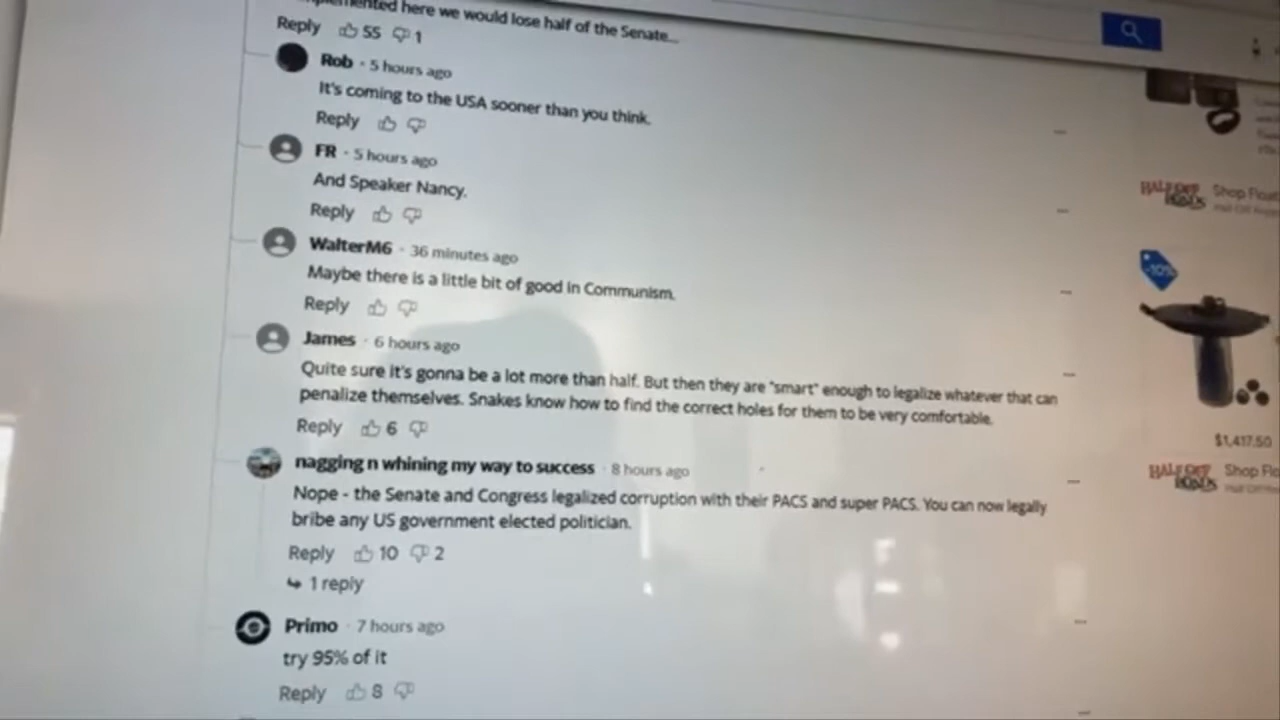 here we would lose half of the Senate...
Reply 55 1
Rob · 5 hours ago
It's coming to the USA sooner than you think.
Reply
FR · 5 hours ago
And Speaker Nancy.
Reply
WalterM6 · 36 minutes ago
Maybe there is a little bit of good in Communism.
Reply
James · 6 hours ago
Quite sure it's gonna be a lot more than half. But then they are "smart" enough to legalize whatever that can
penalize themselves. Snakes know how to find the correct holes for them to be very comfortable.
Reply 6
nagging n whining my way to success · 8 hours ago
Nope - the Senate and Congress legalized corruption with their PACS and super PACS. You can now legally
bribe any US government elected politician.
Reply 10 2
1 reply
Primo · 7 hours ago
try 95% of it
Reply 8
Shop
-10%
$1,417.50
Shop